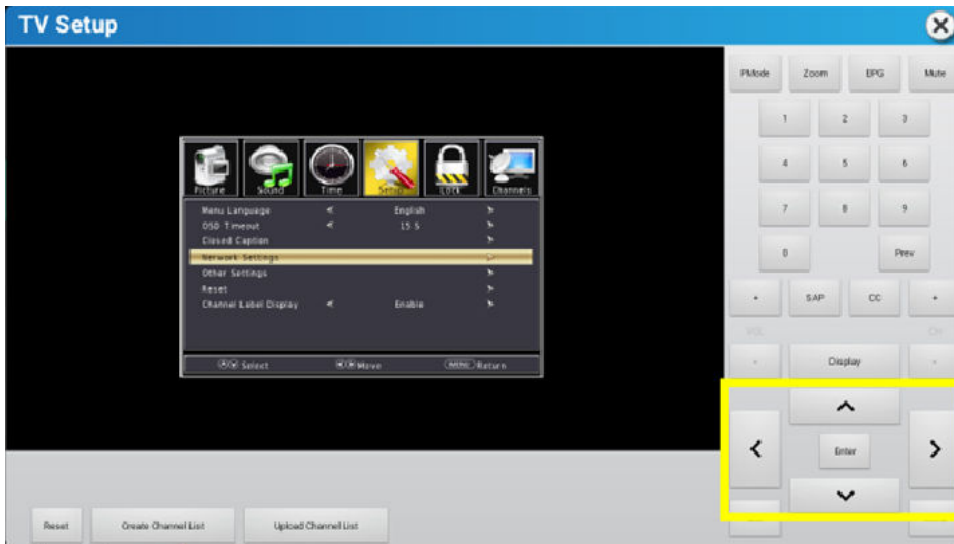 TV Setup
PMode Zoom EPG Mute
1 2 3
4 5 6
7 8 9
0 Prev
+ SAP CC +
VOL CH
- Display -
Enter
Picture Sound Time Setup Lock Channels
Menu Language English
OSD Timeout 15 S
Closed Caption
Network Settings
Other Settings
Reset
Channel Label Display Enable
Select Move MENU Return
Reset Create Channel List Upload Channel List